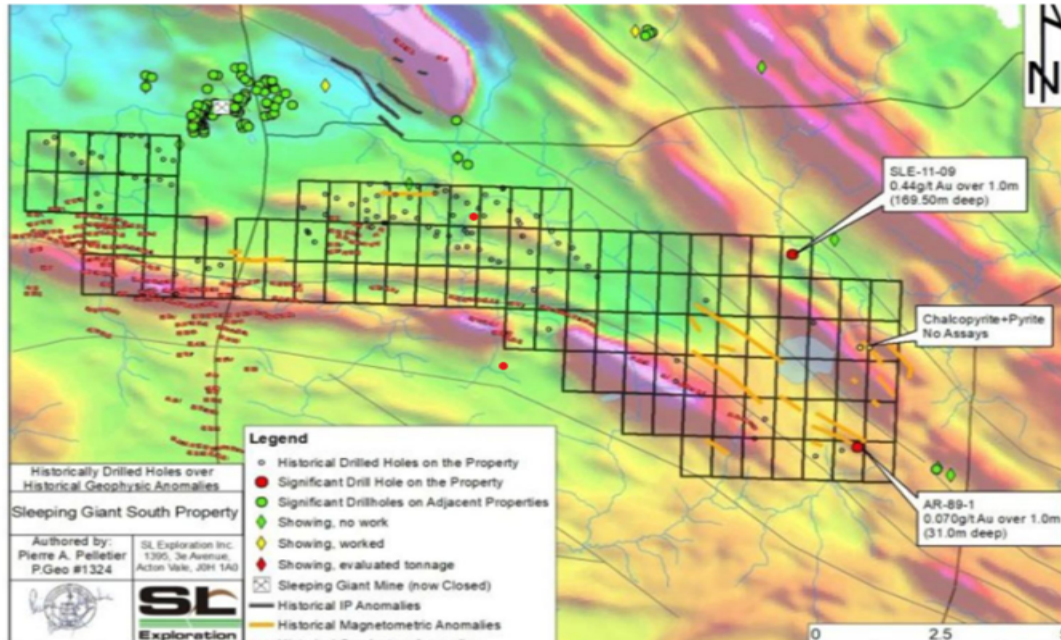 N
SLE-11-09
0.44g/t Au over 1.0m
(169.50m deep)
Chalcopyrite+Pyrite
No Assays
AR-89-1
0.070g/t Au over 1.0m
(31.0m deep)
Legend
Historical Drilled Holes on the Property
Significant Drill Hole on the Property
Significant Drillholes on Adjacent Properties
Showing, no work
Showing, worked
Showing, evaluated tonnage
Sleeping Giant Mine (now Closed)
Historical IP Anomalies
Historical Magnetometric Anomalies
Historically Drilled Holes over
Historical Geophysic Anomalies
Sleeping Giant South Property
Authored by:
Pierre A. Pelletier
P.Geo #1324
SL Exploration Inc.
1395, 3e Avenue,
Acton Vale, J0H 1A0
SL
Exploration
0 2.5